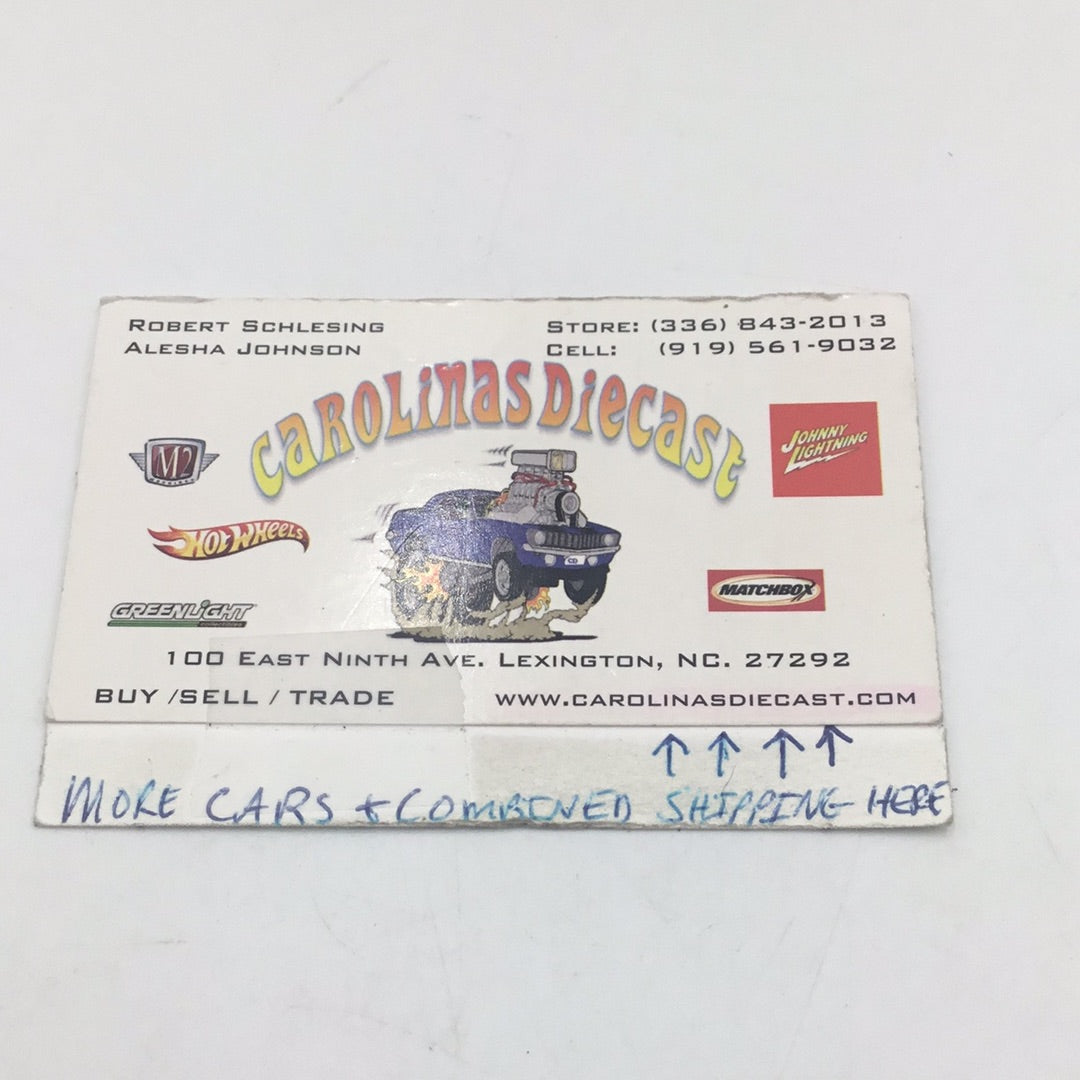 ROBERT SCHLESING
ALESHA JOHNSON
STORE: (336) 843-2013
CELL: (919) 561-9032
CAROLINAS DIECAST
M2
JOHNNY
LIGHTNING
HOT WHEELS
MATCHBOX
GREENLIGHT
collectibles
100 EAST NINTH AVE. LEXINGTON, NC. 27292
BUY /SELL / TRADE
WWW.CAROLINASDIECAST.COM
↑ ↑ ↑ ↑
MORE CARS + COMBINED SHIPPING HERE